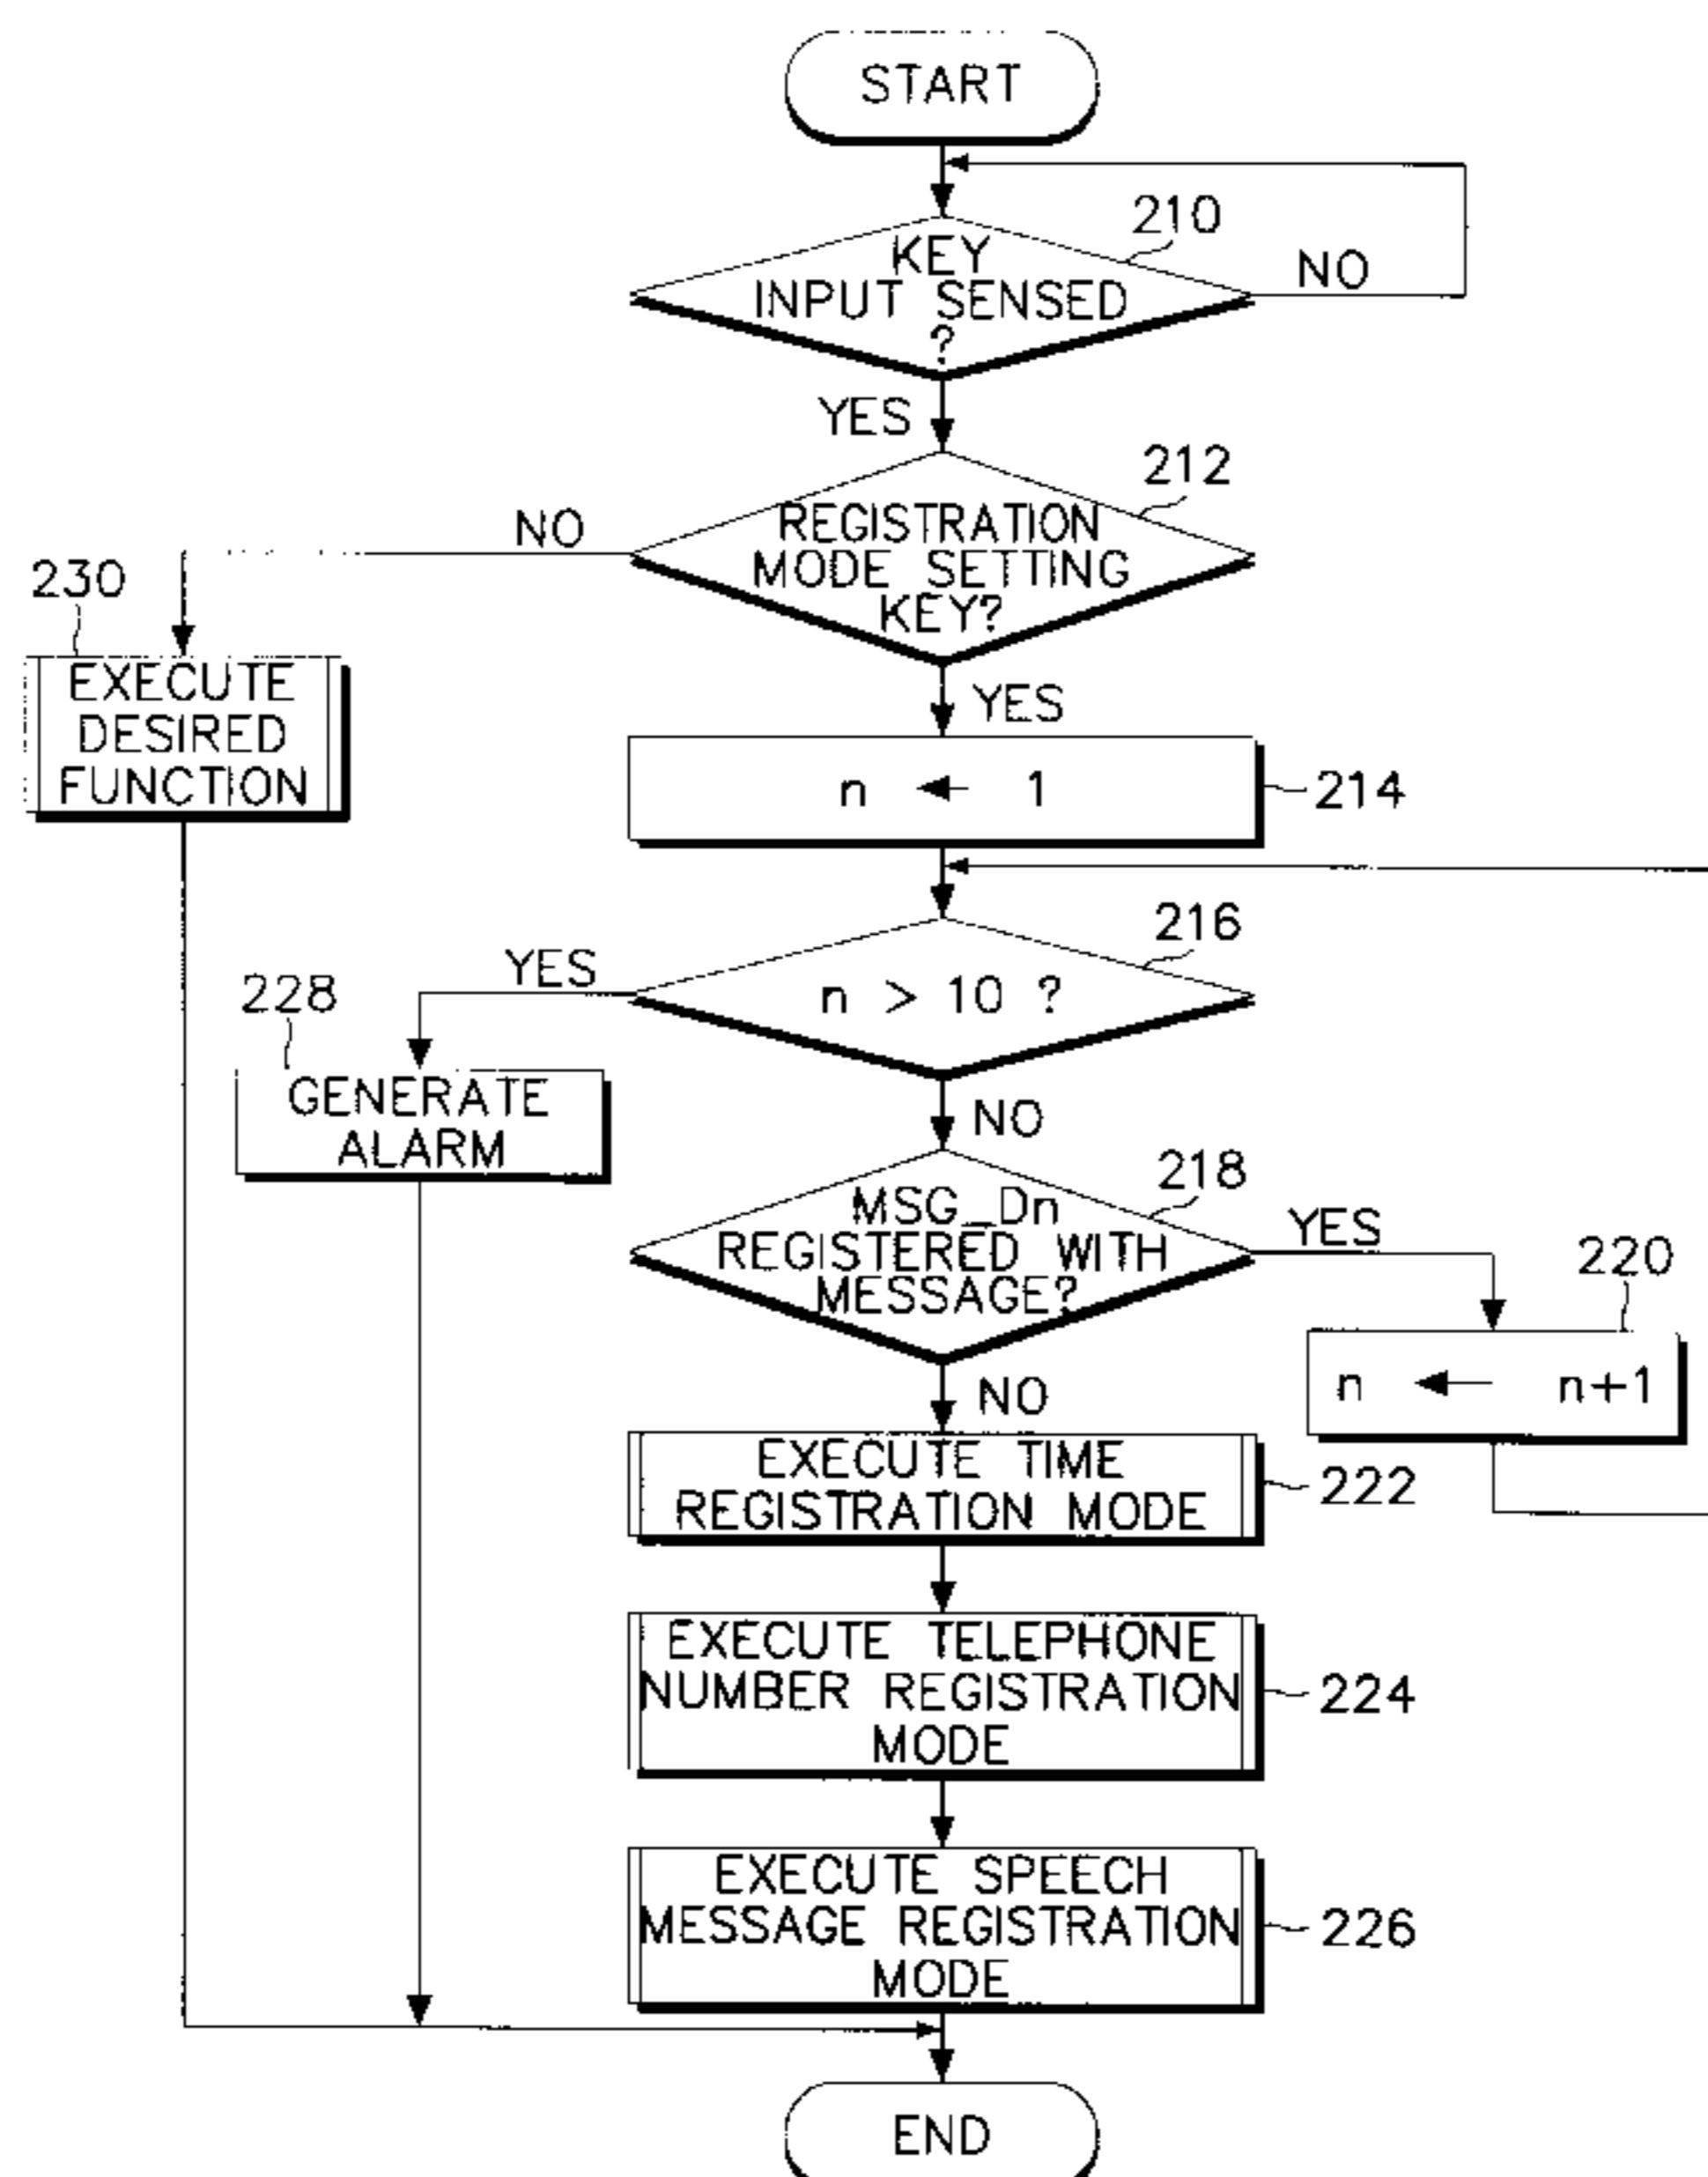 START
210
KEY
INPUT SENSED
?
NO
YES
212
REGISTRATION
MODE SETTING
KEY?
NO
230
EXECUTE
DESIRED
FUNCTION
YES
n ← 1
214
216
n > 10 ?
YES
228
GENERATE
ALARM
NO
218
MSG_Dn
REGISTERED WITH
MESSAGE?
YES
220
n ← n+1
NO
EXECUTE TIME
REGISTRATION MODE
222
EXECUTE TELEPHONE
NUMBER REGISTRATION
MODE
224
EXECUTE SPEECH
MESSAGE REGISTRATION
MODE
226
END